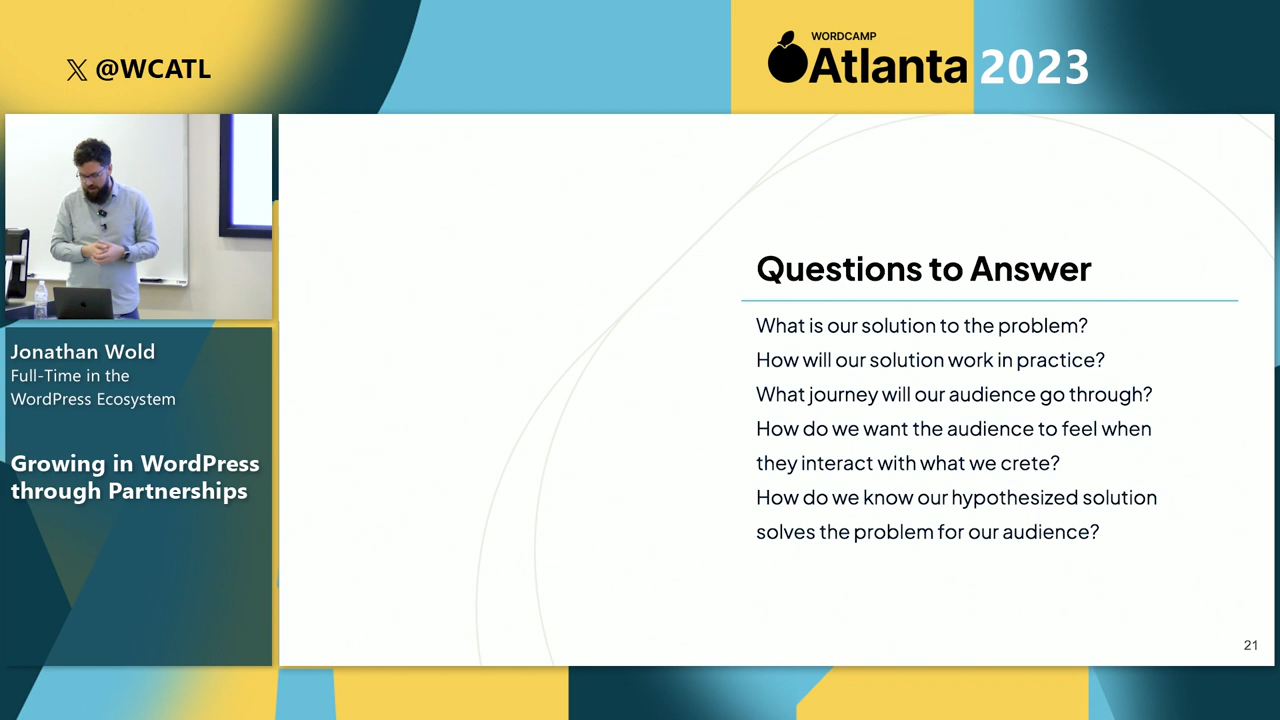 𝕏 @WCATL
WORDCAMP
Atlanta 2023
Jonathan Wold
Full-Time in the
WordPress Ecosystem
Growing in WordPress
through Partnerships
Questions to Answer
What is our solution to the problem?
How will our solution work in practice?
What journey will our audience go through?
How do we want the audience to feel when
they interact with what we crete?
How do we know our hypothesized solution
solves the problem for our audience?
21